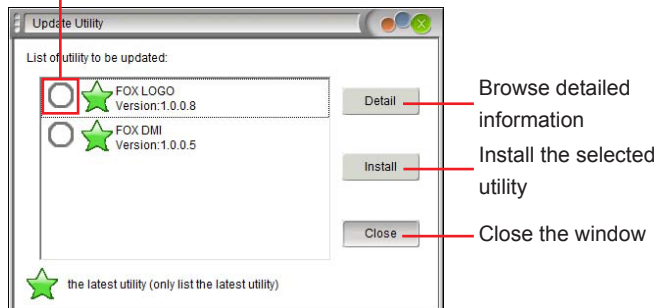 Update Utility
List of utility to be updated:
FOX LOGO
Version:1.0.0.8
FOX DMI
Version:1.0.0.5
Detail
Install
Close
Browse detailed
information
Install the selected
utility
Close the window
the latest utility (only list the latest utility)